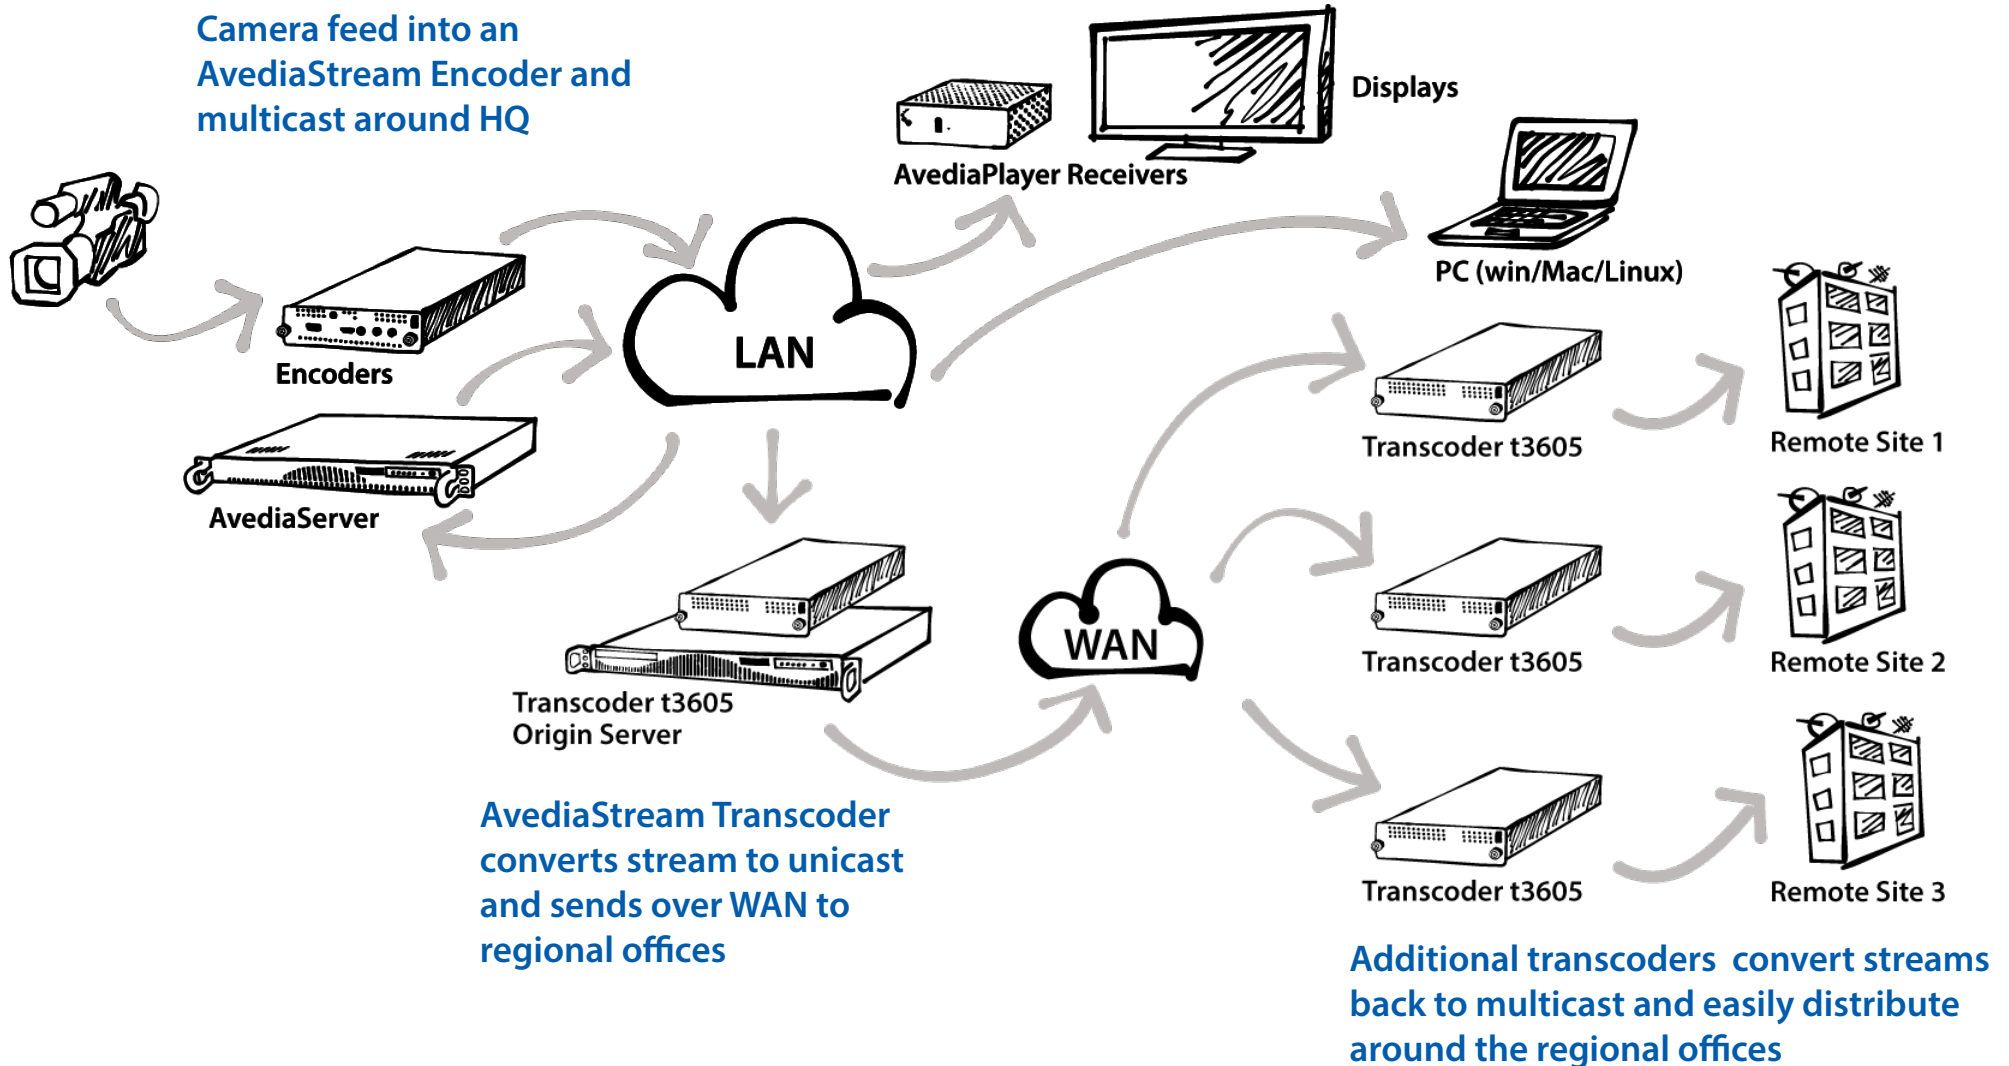 Camera feed into an
AvediaStream Encoder and
multicast around HQ
Displays
AvediaPlayer Receivers
PC (win/Mac/Linux)
LAN
Encoders
AvediaServer
Transcoder t3605
Remote Site 1
WAN
Transcoder t3605
Remote Site 2
Transcoder t3605
Origin Server
Transcoder t3605
Remote Site 3
AvediaStream Transcoder
converts stream to unicast
and sends over WAN to
regional offices
Additional transcoders  convert streams
back to multicast and easily distribute
around the regional offices